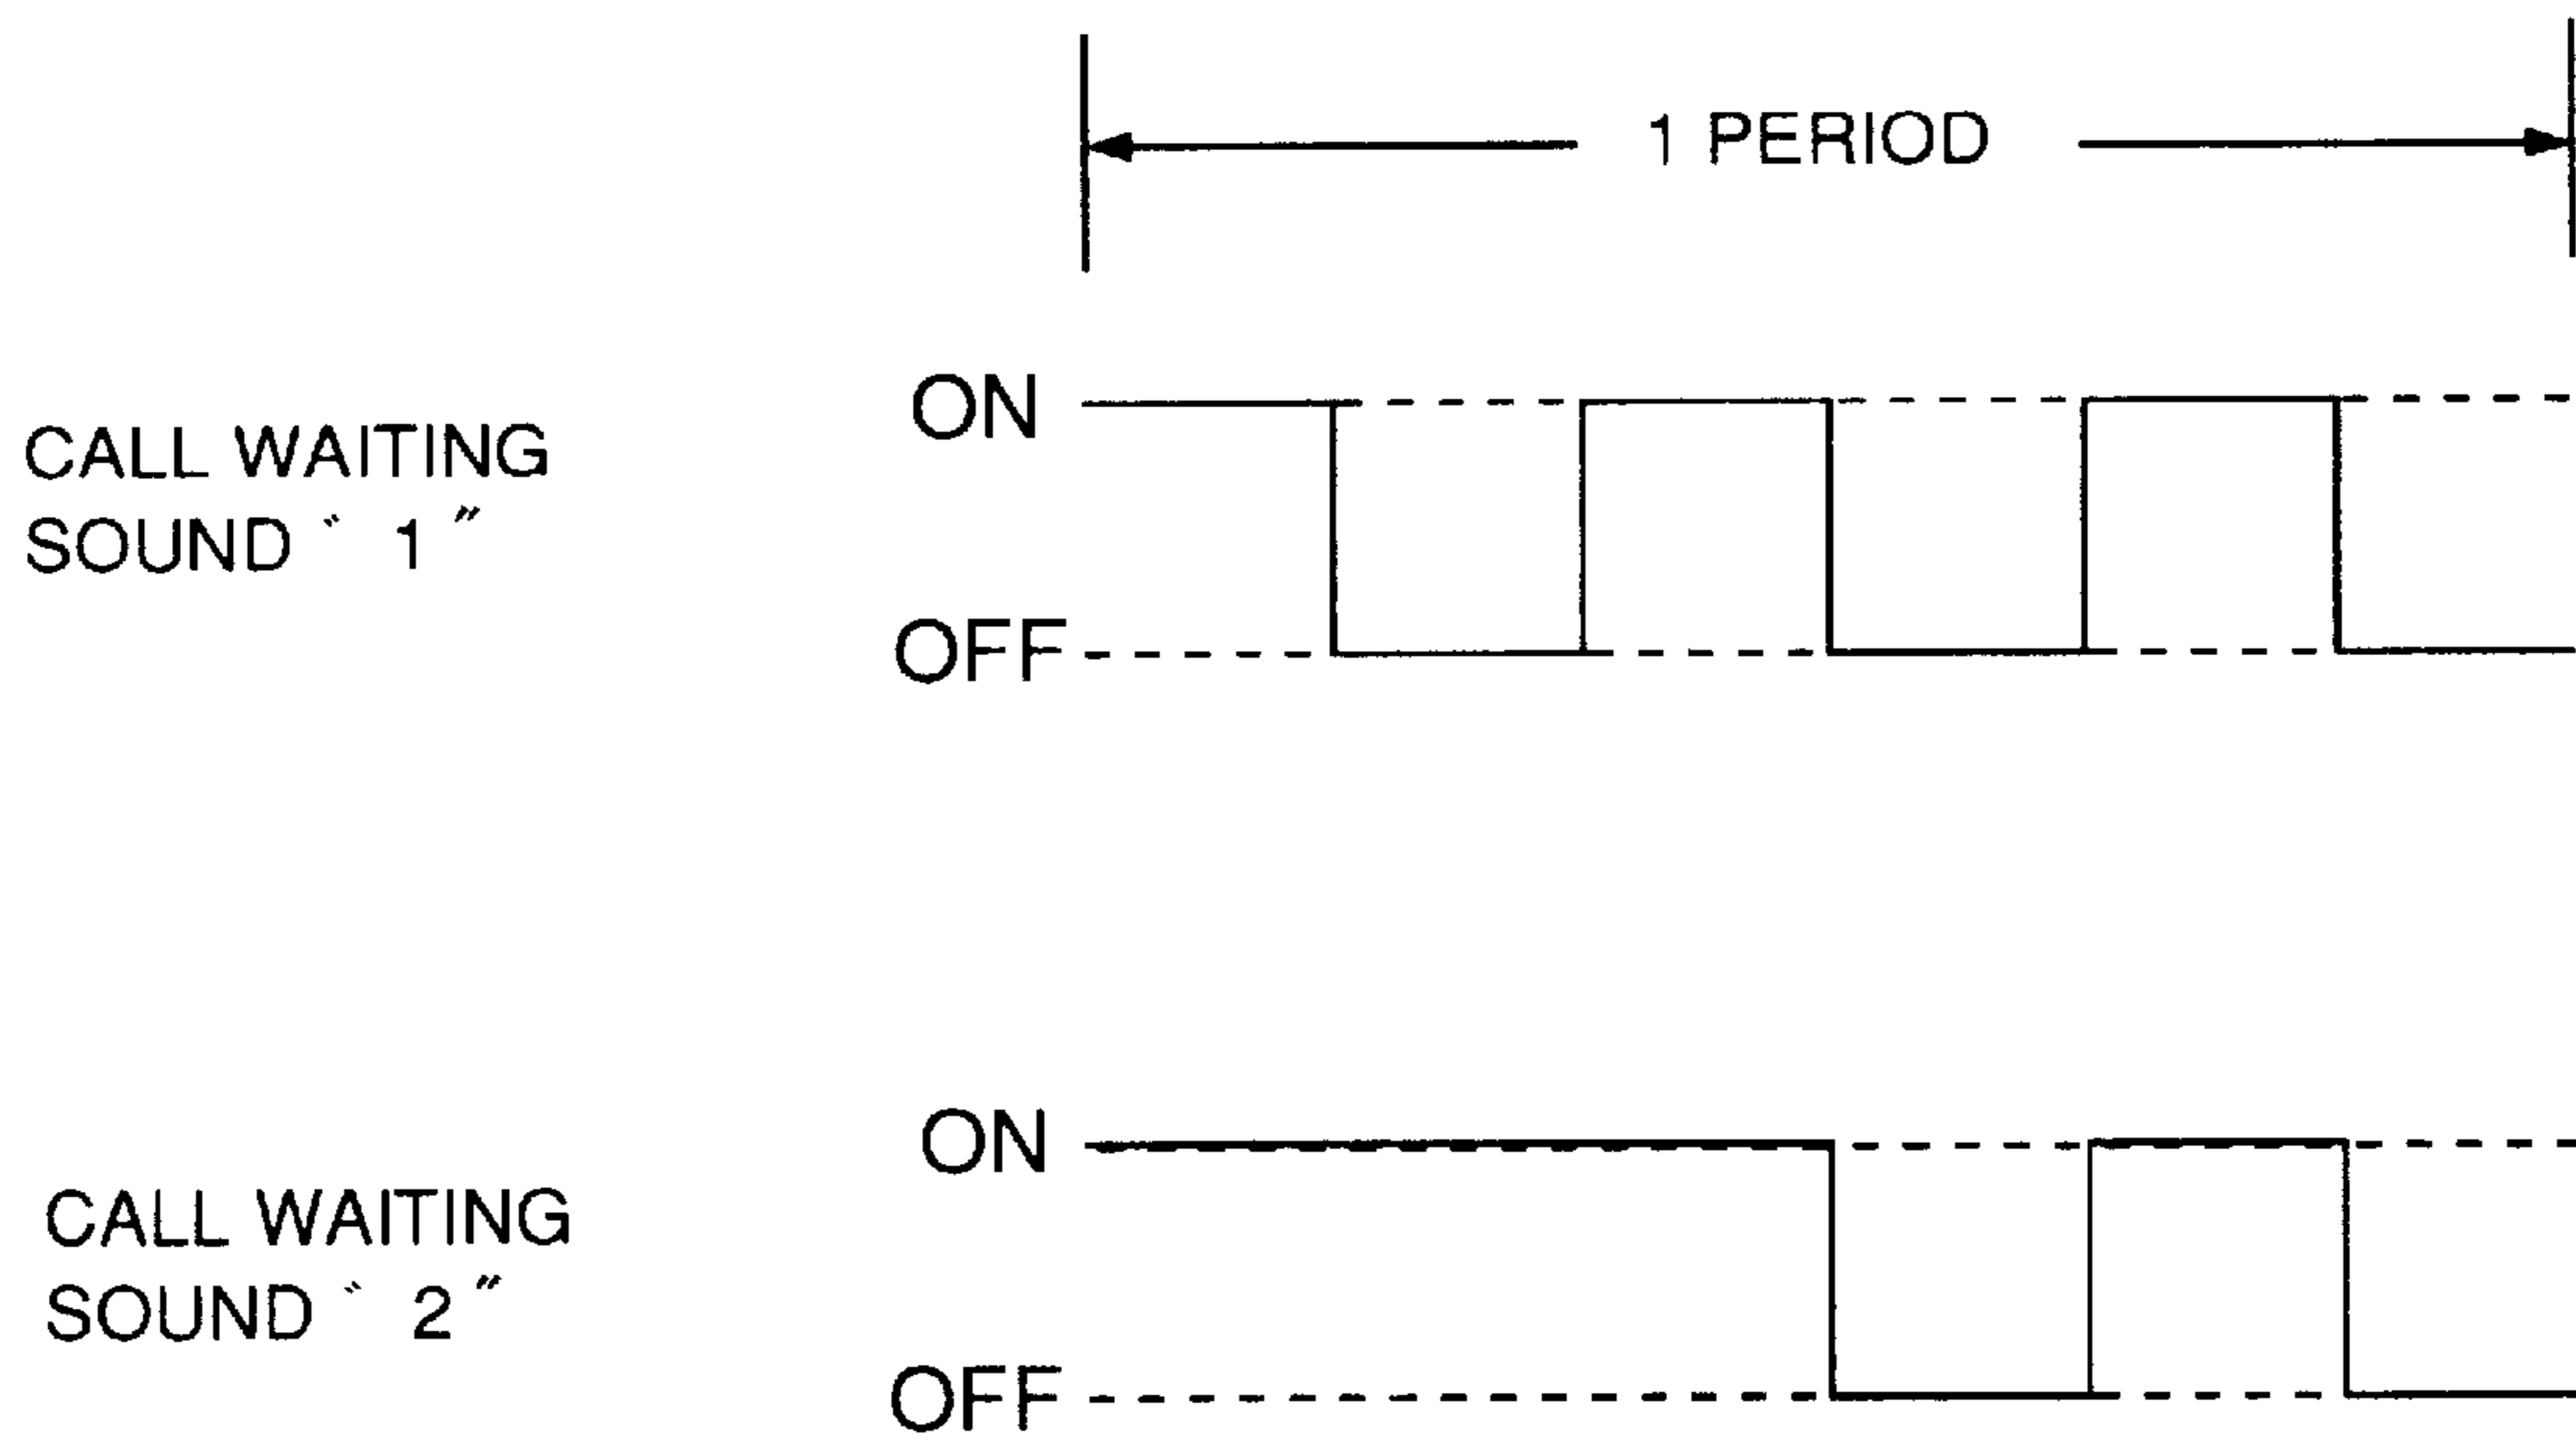 1 PERIOD
ON
CALL WAITING
SOUND ` 1 "
OFF
ON
CALL WAITING
SOUND ` 2 "
OFF